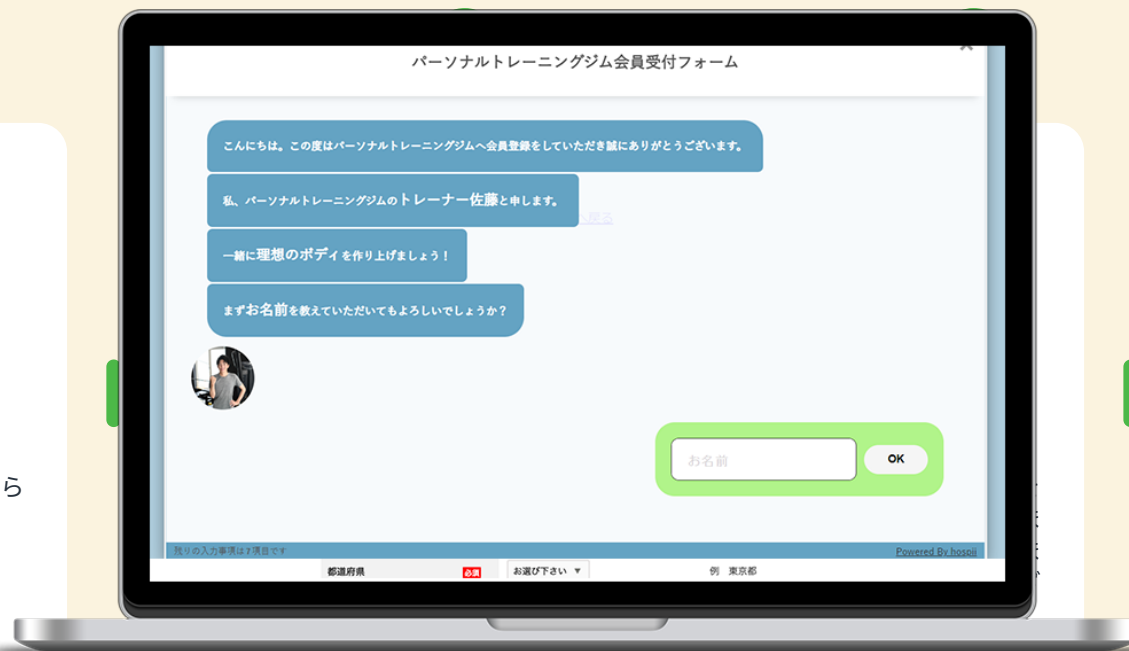 パーソナルトレーニングジム会員受付フォーム
こんにちは。この度はパーソナルトレーニングジムへ会員登録をしていただき誠にありがとうございます。
私、パーソナルトレーニングジムのトレーナー佐藤と申します。
へ戻る
一緒に理想のボディを作り上げましょう！
まずお名前を教えていただいてもよろしいでしょうか？
お名前
OK
ら
残りの入力事項は7項目です
Powered By hospii
都道府県
必須
お選び下さい ▼
例 東京都